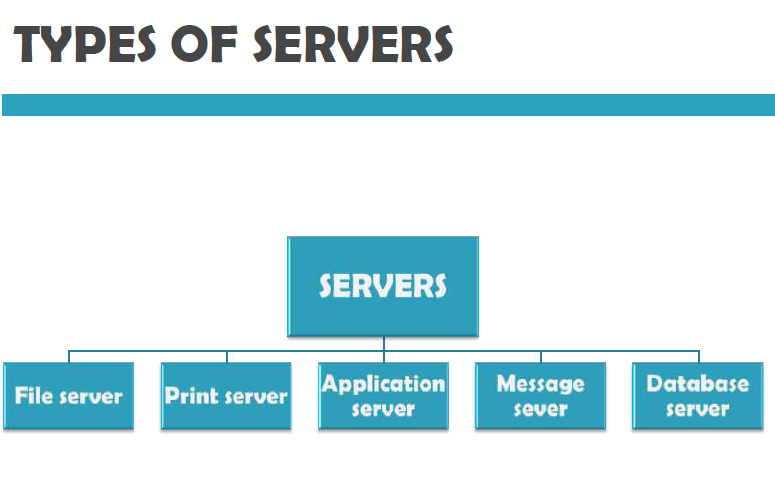 TYPES OF SERVERS
SERVERS
File server
Print server
Application
server
Message
sever
Database
server